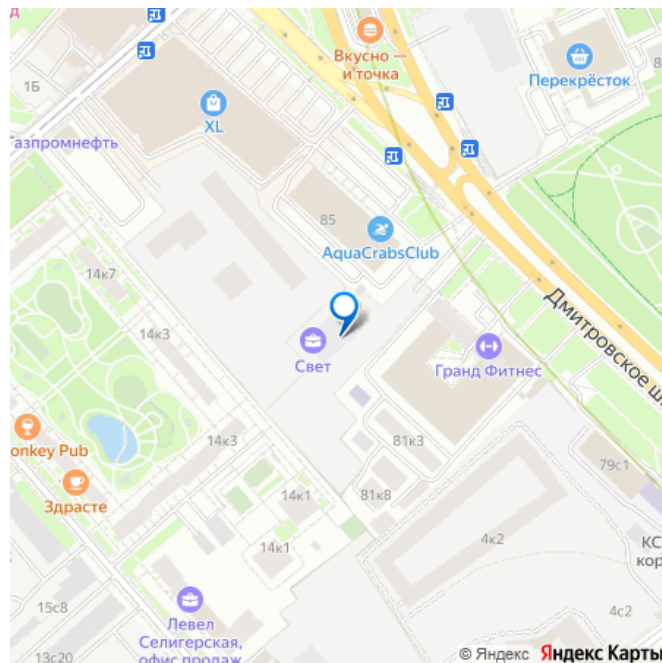 Вкусно —
и точка
Перекрёсток
1Б
XL
Газпромнефть
85
AquaCrabsClub
14к7
14к3
Дмитровское ш
Свет
Гранд Фитнес
onkey Pub
14к3
81к3
79с1
Здрасте
14к1
81к8
4к2
КС
кор
14к1
15с8
Левел
Селигерская,
офис продаж
4с2
13с20
© Яндекс Яндекс Карты